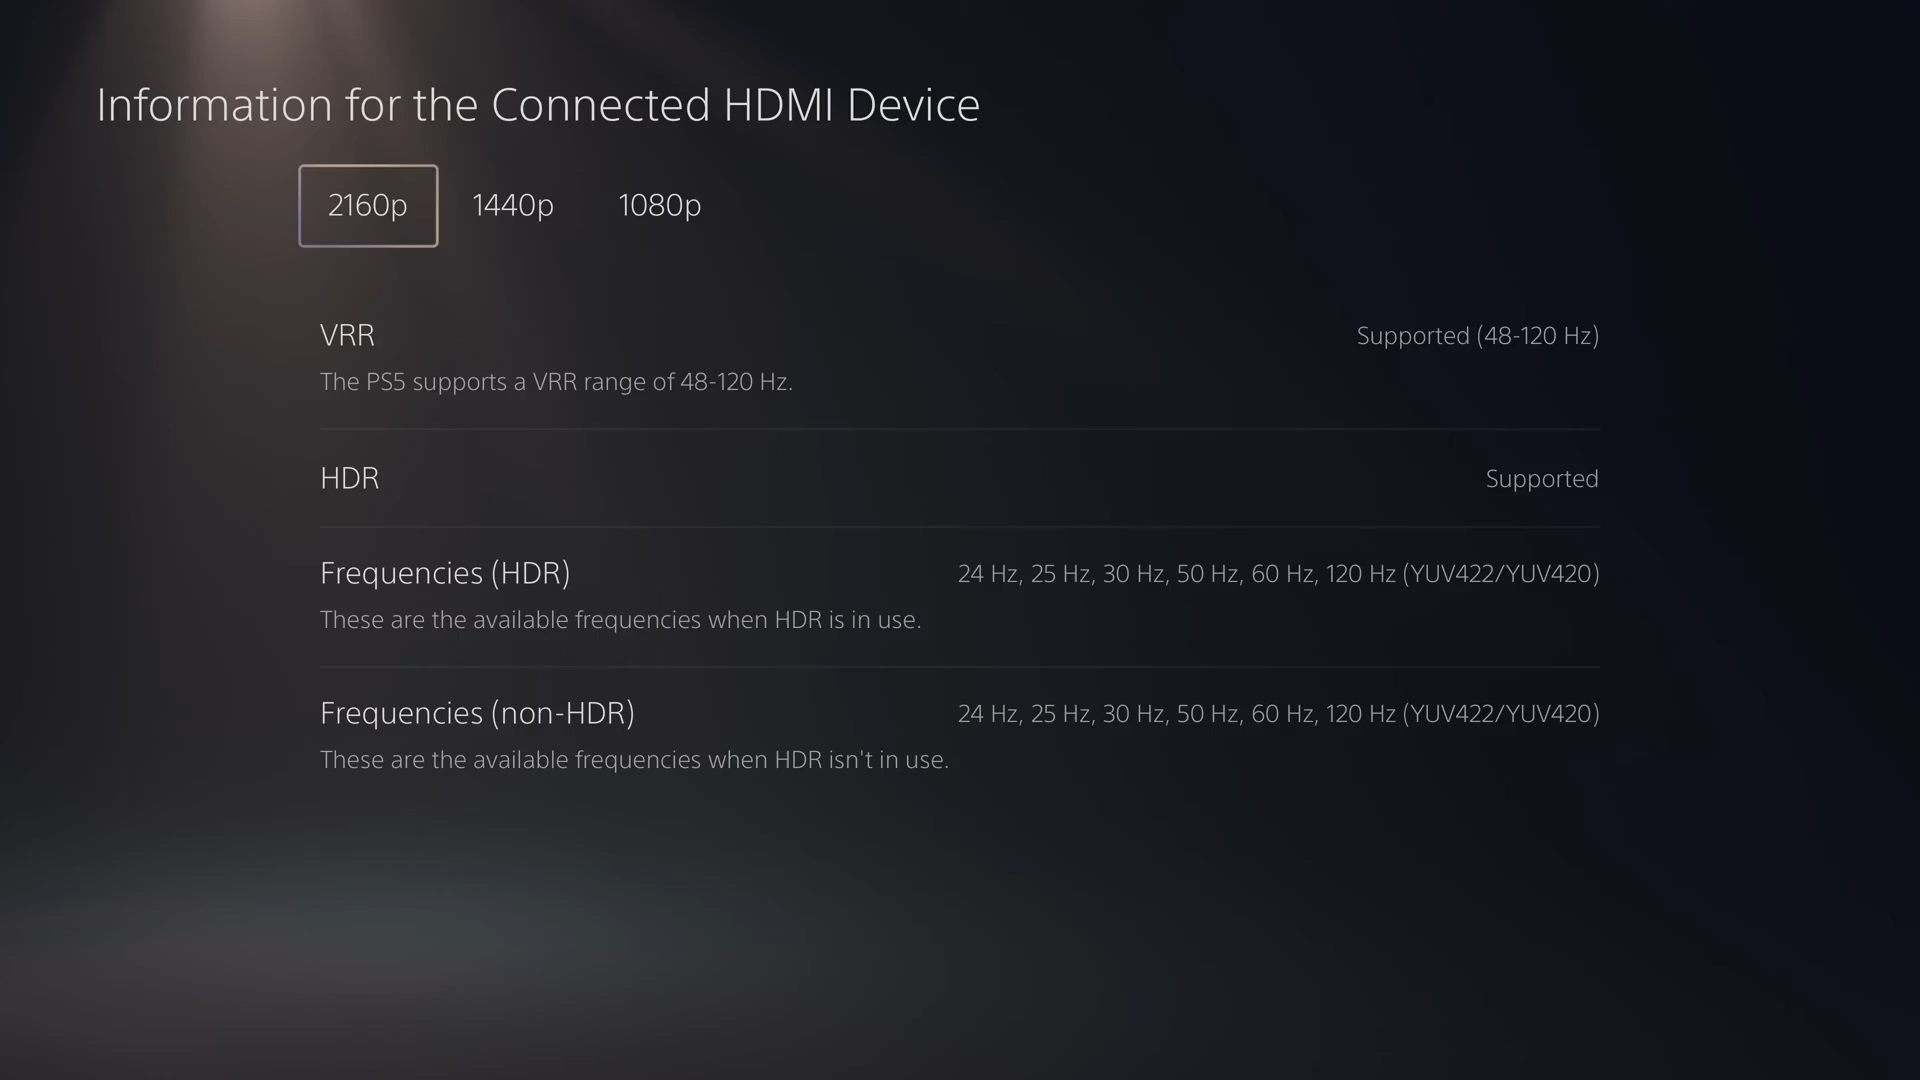 Information for the Connected HDMI Device
2160p 1440p 1080p
VRR Supported (48-120 Hz)
The PS5 supports a VRR range of 48-120 Hz.
HDR Supported
Frequencies (HDR) 24 Hz, 25 Hz, 30 Hz, 50 Hz, 60 Hz, 120 Hz (YUV422/YUV420)
These are the available frequencies when HDR is in use.
Frequencies (non-HDR) 24 Hz, 25 Hz, 30 Hz, 50 Hz, 60 Hz, 120 Hz (YUV422/YUV420)
These are the available frequencies when HDR isn't in use.